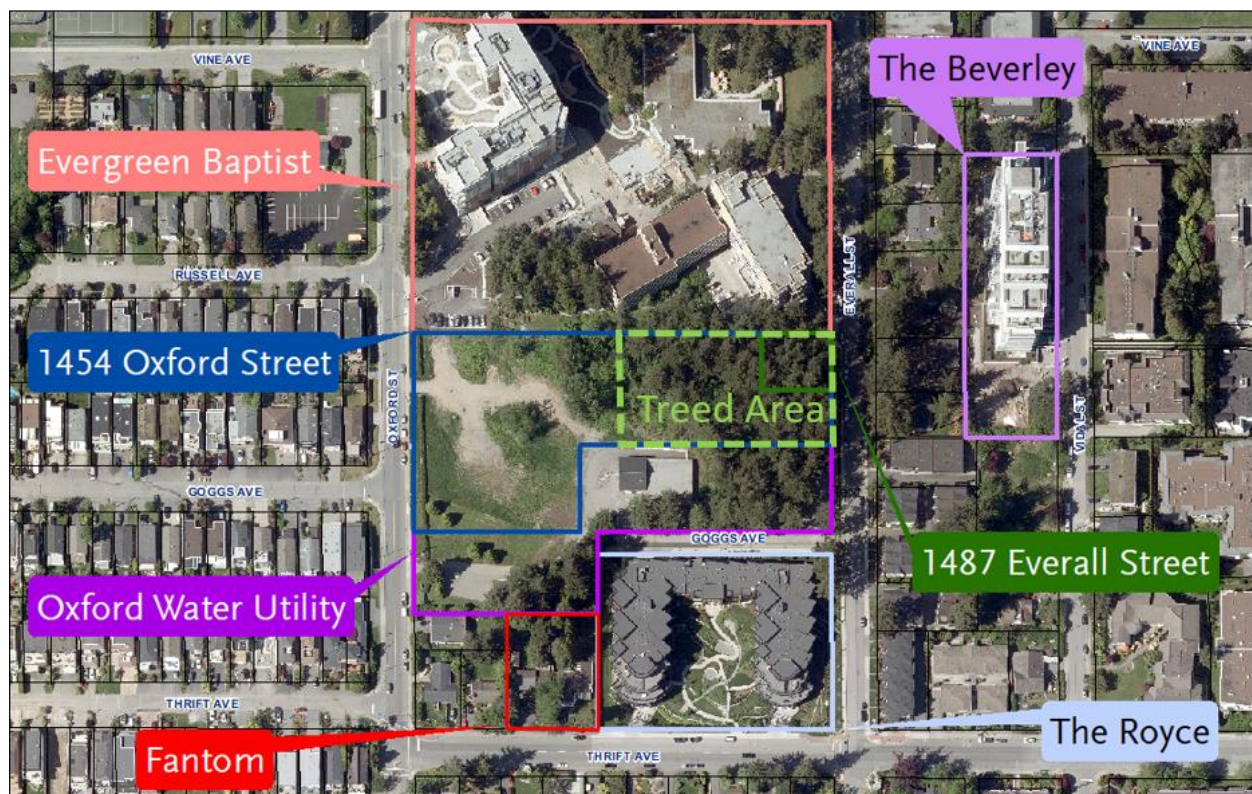 VINE AVE
VINE AVE
The Beverley
Evergreen Baptist
RUSSELL AVE
EVERALL ST
1454 Oxford Street
OXFORD ST
Treed Area
VIDAL ST
GOGGS AVE
GOGGS AVE
1487 Everall Street
Oxford Water Utility
THRIFT AVE
The Royce
Fantom
THRIFT AVE